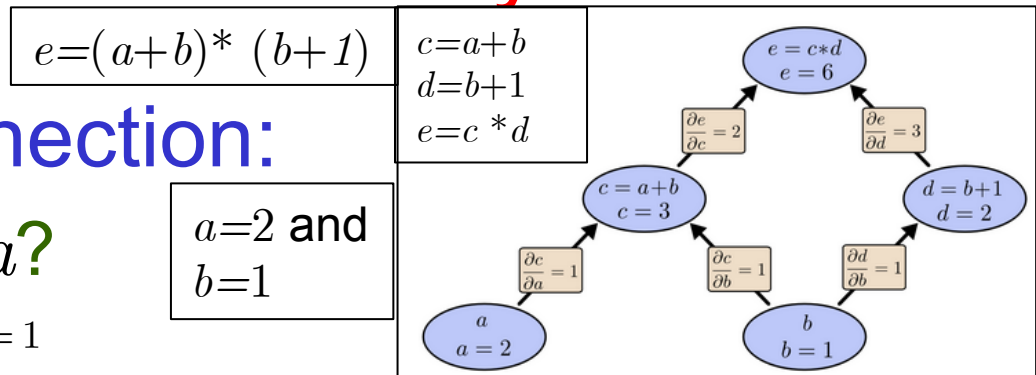 e=(a+b)* (b+1)
c=a+b
d=b+1
e=c *d
nection:
a?
a=2 and
b=1
= 1
e = c*d
e = 6
∂e/∂c = 2
∂e/∂d = 3
c = a+b
c = 3
d = b+1
d = 2
∂c/∂a = 1
∂c/∂b = 1
∂d/∂b = 1
a
a = 2
b
b = 1